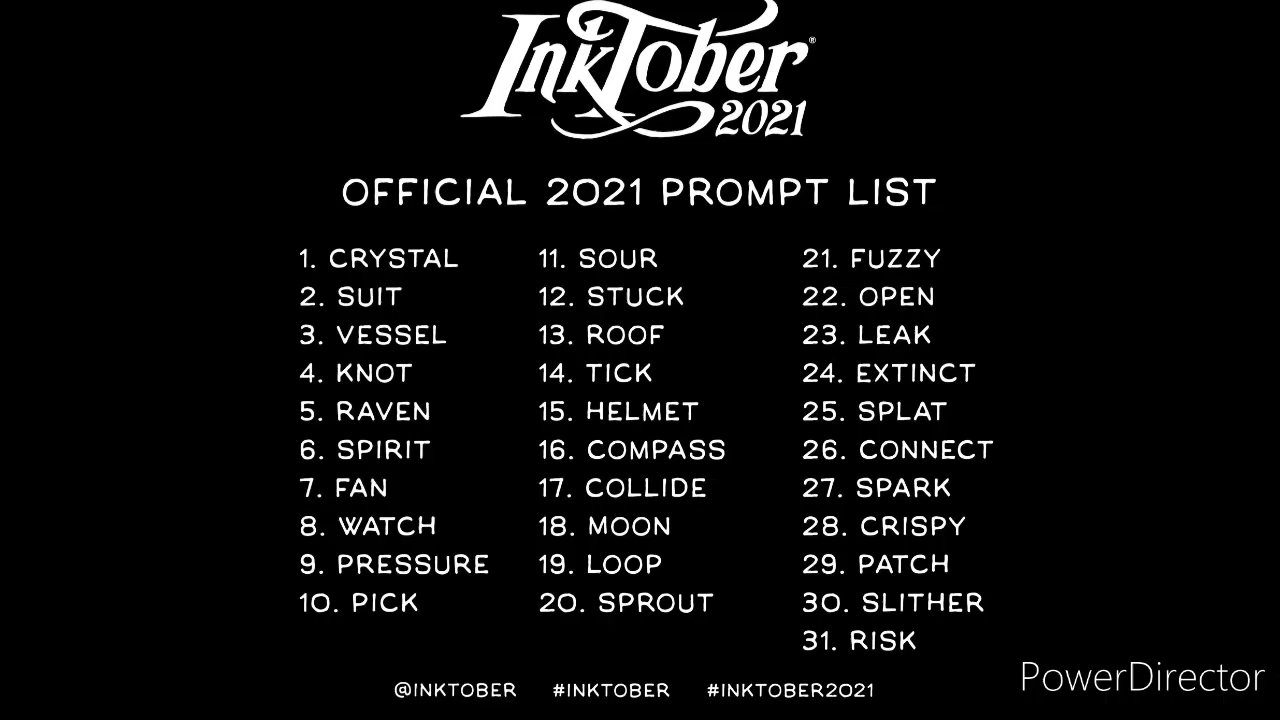 InkTober®
2021
OFFICIAL 2021 PROMPT LIST
1. CRYSTAL
2. SUIT
3. VESSEL
4. KNOT
5. RAVEN
6. SPIRIT
7. FAN
8. WATCH
9. PRESSURE
10. PICK
11. SOUR
12. STUCK
13. ROOF
14. TICK
15. HELMET
16. COMPASS
17. COLLIDE
18. MOON
19. LOOP
20. SPROUT
21. FUZZY
22. OPEN
23. LEAK
24. EXTINCT
25. SPLAT
26. CONNECT
27. SPARK
28. CRISPY
29. PATCH
30. SLITHER
31. RISK
@INKTOBER #INKTOBER #INKTOBER2021
PowerDirector